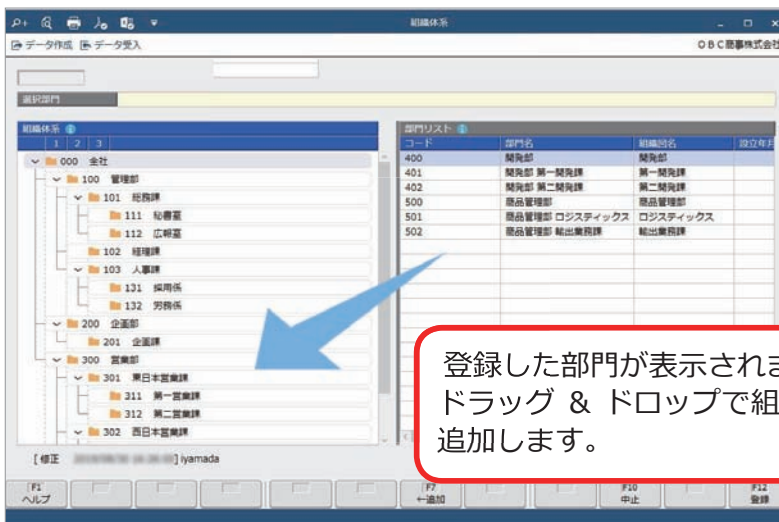 組織体系
データ作成 データ受入 OBC商事株式会社
選択部門
組織体系
1 2 3
000 会社
100 管理部
101 総務課
111 秘書室
112 広報室
102 経理課
103 人事課
131 採用係
132 労務係
200 企画部
201 企画課
300 営業部
301 東日本営業課
311 第一営業課
312 第二営業課
302 西日本営業課
部門リスト
コード 部門名 組織図名 設立年月
400 開発部 開発部
401 開発部 第一開発課 第一開発課
402 開発部 第二開発課 第二開発課
500 商品管理部 商品管理部
501 商品管理部 ロジスティックス ロジスティックス
502 商品管理部 輸出業務課 輸出業務課
登録した部門が表示されま
ドラッグ & ドロップで組
追加します。
[修正 ] iyamada
F1 F7 F10 F12
ヘルプ ←追加 中止 登録